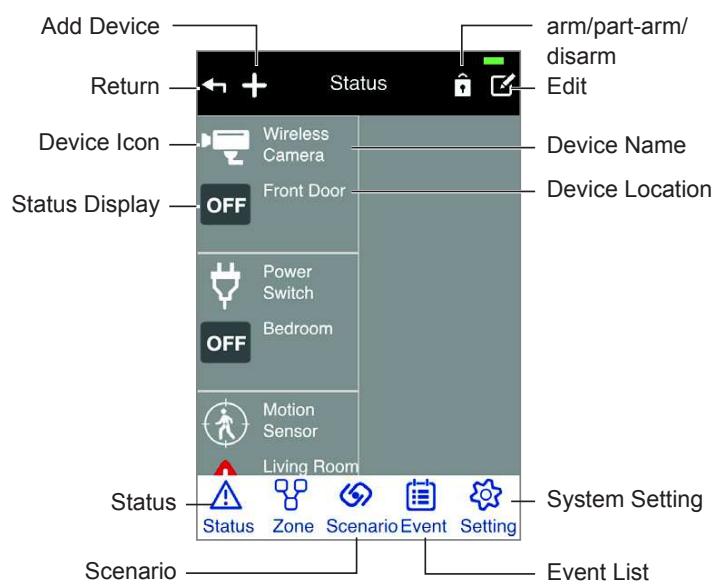 Add Device
arm/part-arm/
disarm
Return
Status
Edit
Device Icon
Wireless
Camera
Device Name
Status Display
OFF
Front Door
Device Location
Power
Switch
OFF
Bedroom
Motion
Sensor
Living Room
Status
System Setting
Status
Zone
Scenario
Event
Setting
Scenario
Event List